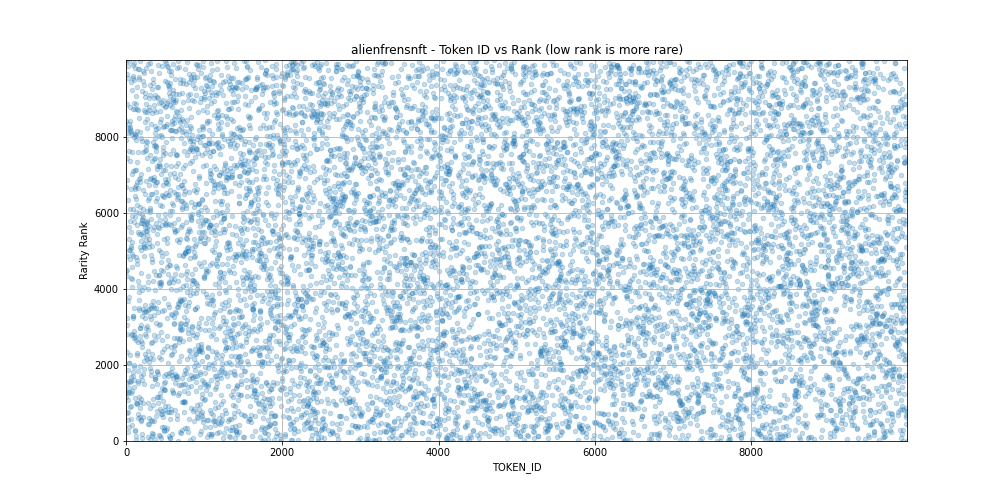 alienfrensnft - Token ID vs Rank (low rank is more rare)
8000
6000
4000
2000
0
Rarity Rank
0 2000 4000 6000 8000
TOKEN_ID